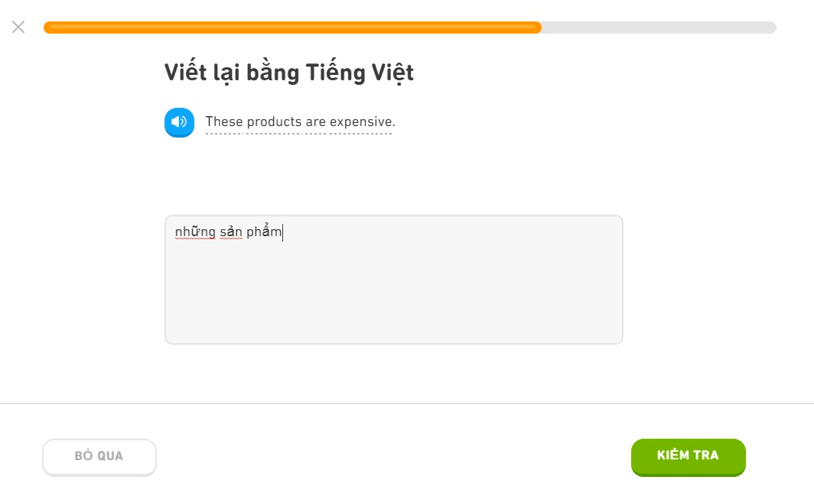 Viết lại bằng Tiếng Việt
These products are expensive.
những sản phẩm
BỎ QUA
KIỂM TRA